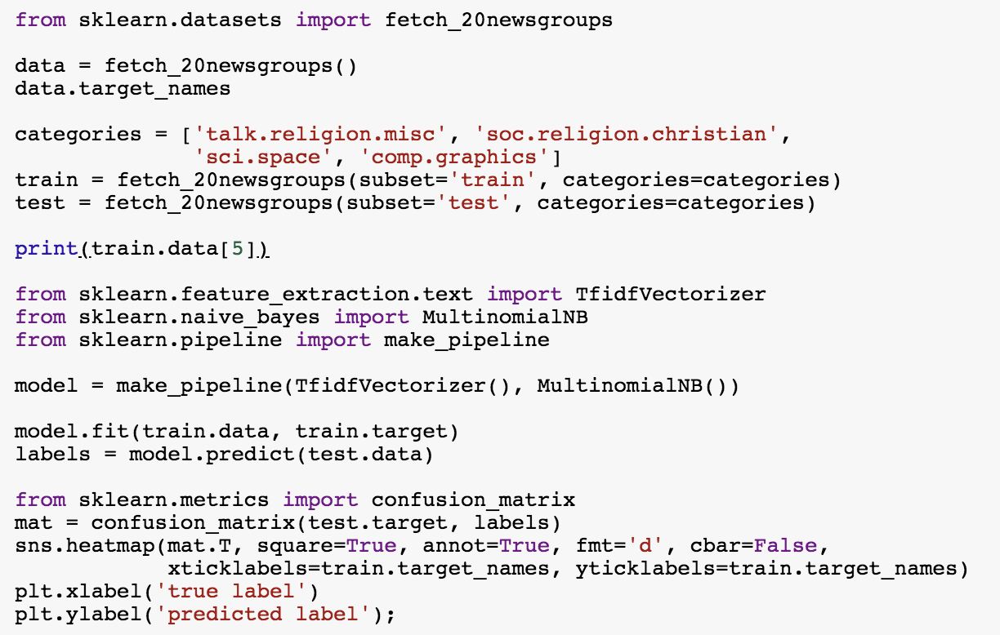 from sklearn.datasets import fetch_20newsgroups
data = fetch_20newsgroups()
data.target_names
categories = ['talk.religion.misc', 'soc.religion.christian',
'sci.space', 'comp.graphics']
train = fetch_20newsgroups(subset='train', categories=categories)
test = fetch_20newsgroups(subset='test', categories=categories)
print(train.data[5])
from sklearn.feature_extraction.text import TfidfVectorizer
from sklearn.naive_bayes import MultinomialNB
from sklearn.pipeline import make_pipeline
model = make_pipeline(TfidfVectorizer(), MultinomialNB())
model.fit(train.data, train.target)
labels = model.predict(test.data)
from sklearn.metrics import confusion_matrix
mat = confusion_matrix(test.target, labels)
sns.heatmap(mat.T, square=True, annot=True, fmt='d', cbar=False,
xticklabels=train.target_names, yticklabels=train.target_names)
plt.xlabel('true label')
plt.ylabel('predicted label');